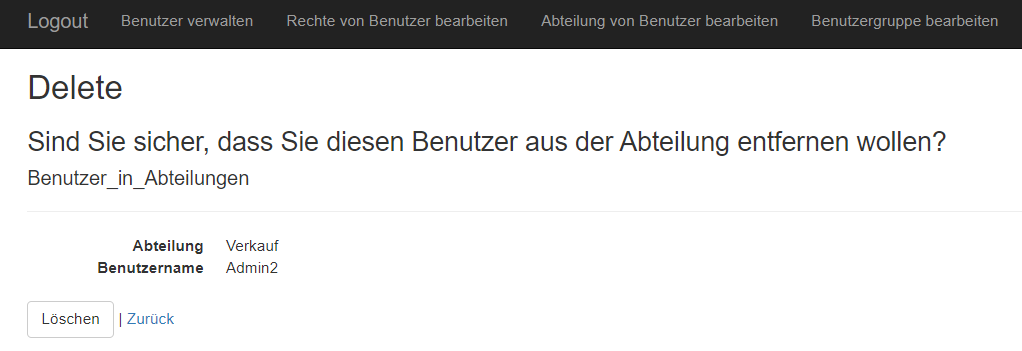 Logout Benutzer verwalten Rechte von Benutzer bearbeiten Abteilung von Benutzer bearbeiten Benutzergruppe bearbeiten
Delete
Sind Sie sicher, dass Sie diesen Benutzer aus der Abteilung entfernen wollen?
Benutzer_in_Abteilungen
Abteilung Verkauf
Benutzername Admin2
Löschen | Zurück